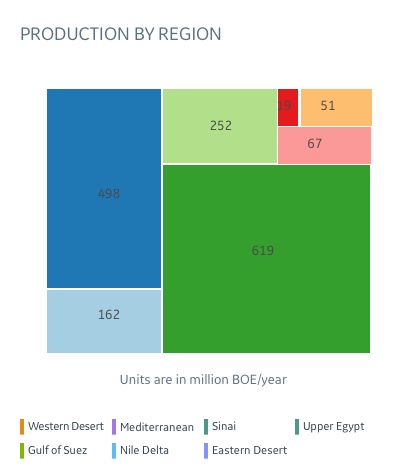 PRODUCTION BY REGION
252
19
51
67
498
619
162
Units are in million BOE/year
Western Desert Mediterranean Sinai Upper Egypt
Gulf of Suez Nile Delta Eastern Desert